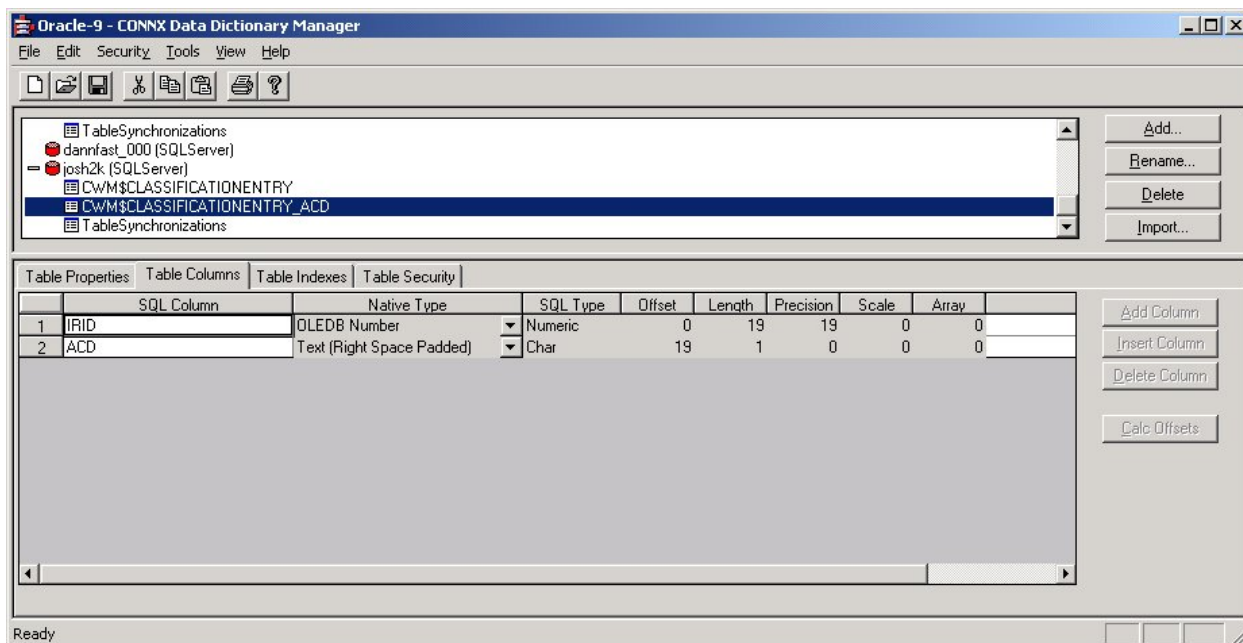 Oracle-9 - CONNX Data Dictionary Manager
File Edit Security Tools View Help
TableSynchronizations
dannfast_000 (SQLServer)
josh2k (SQLServer)
CWM$CLASSIFICATIONENTRY
CWM$CLASSIFICATIONENTRY_ACD
TableSynchronizations
Add...
Rename...
Delete
Import...
Table Properties Table Columns Table Indexes Table Security
SQL Column Native Type SQL Type Offset Length Precision Scale Array
1 IRID OLEDB Number Numeric 0 19 19 0 0
2 ACD Text (Right Space Padded) Char 19 1 0 0 0
Add Column
Insert Column
Delete Column
Calc Offsets
Ready